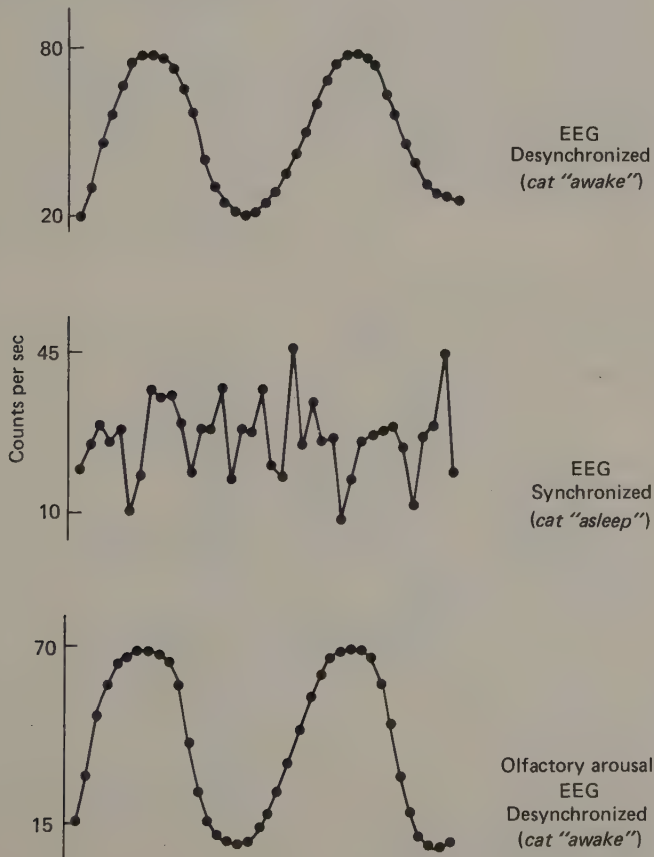 80
20
EEG
Desynchronized
(cat "awake")
Counts per sec
45
10
EEG
Synchronized
(cat "asleep")
70
15
Olfactory arousal
EEG
Desynchronized
(cat "awake")